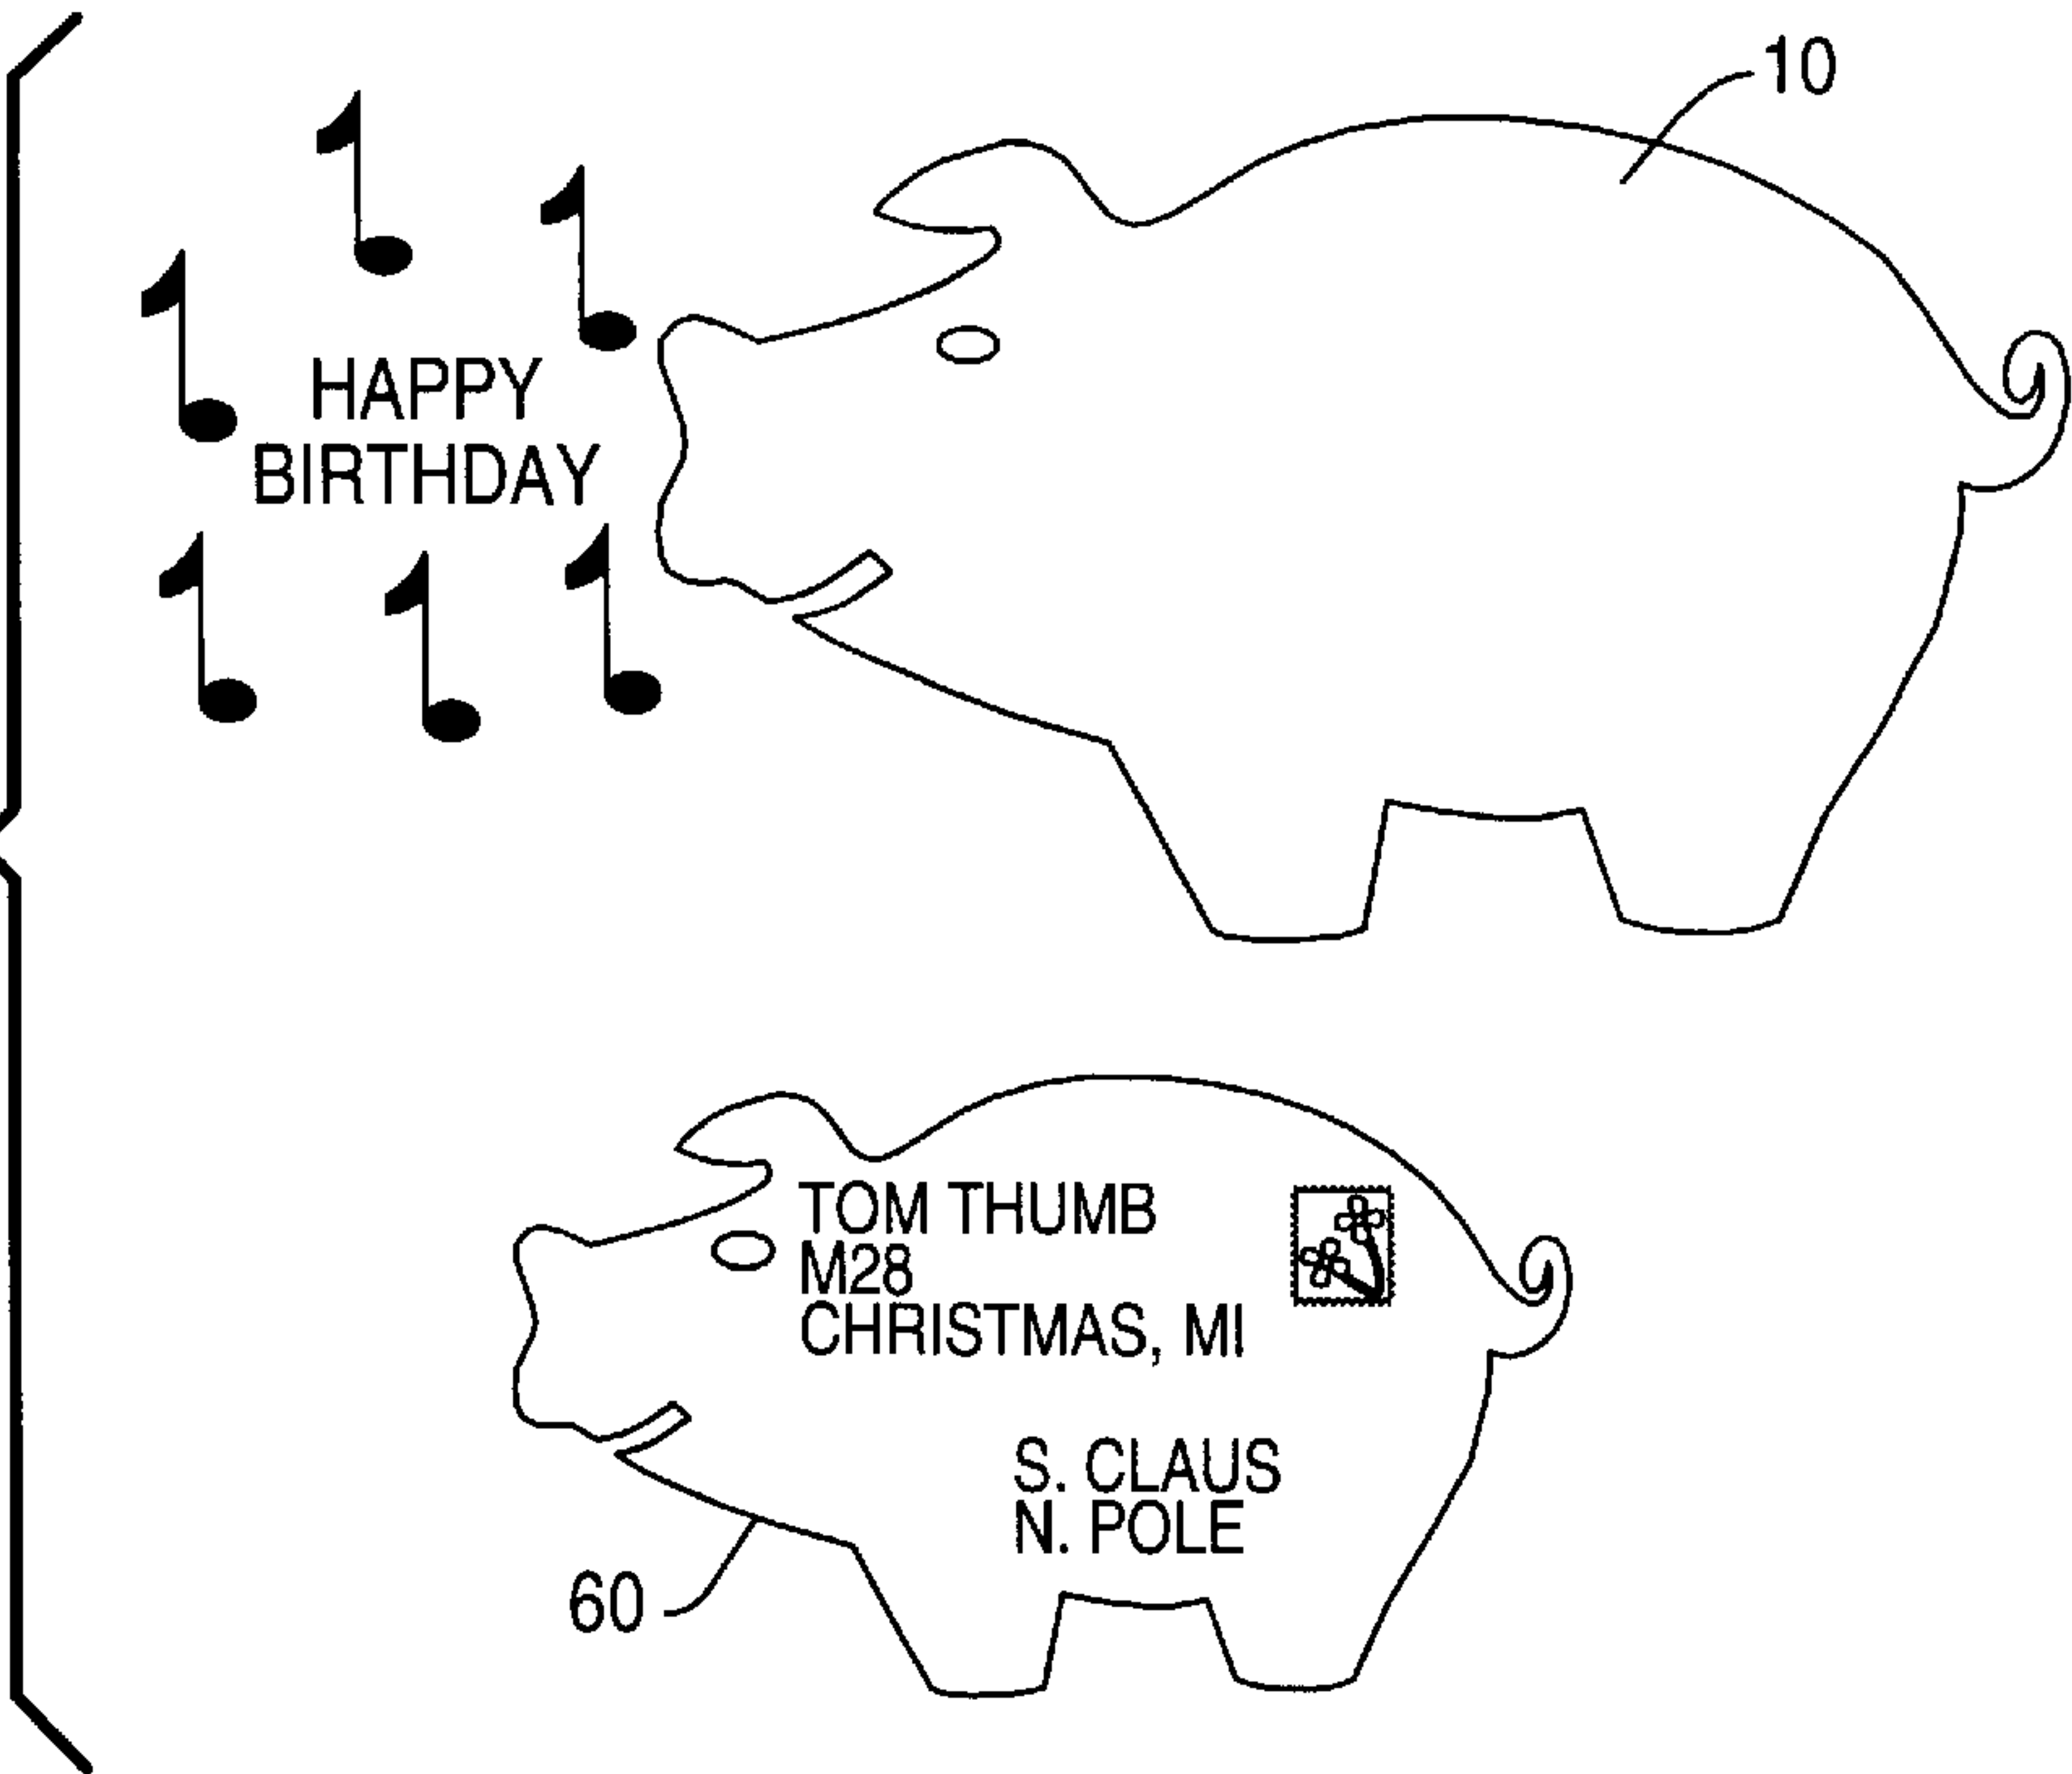 10
HAPPY
BIRTHDAY
TOM THUMB
M28
CHRISTMAS, MI
S. CLAUS
N. POLE
60